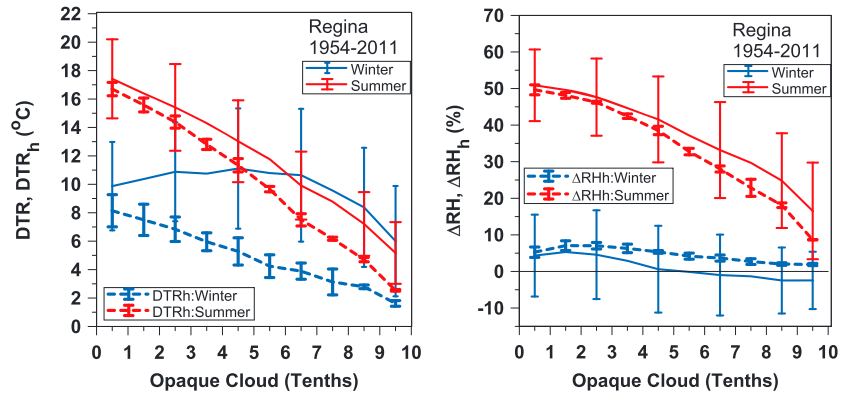 22
20
18
16
14
12
10
8
6
4
2
0
DTR, DTRh (°C)
Regina
1954-2011
Winter
Summer
DTRh:Winter
DTRh:Summer
0 1 2 3 4 5 6 7 8 9 10
Opaque Cloud (Tenths)
70
60
50
40
30
20
10
0
-10
ΔRH, ΔRHh (%)
Regina
1954-2011
Winter
Summer
ΔRHh:Winter
ΔRHh:Summer
0 1 2 3 4 5 6 7 8 9 10
Opaque Cloud (Tenths)